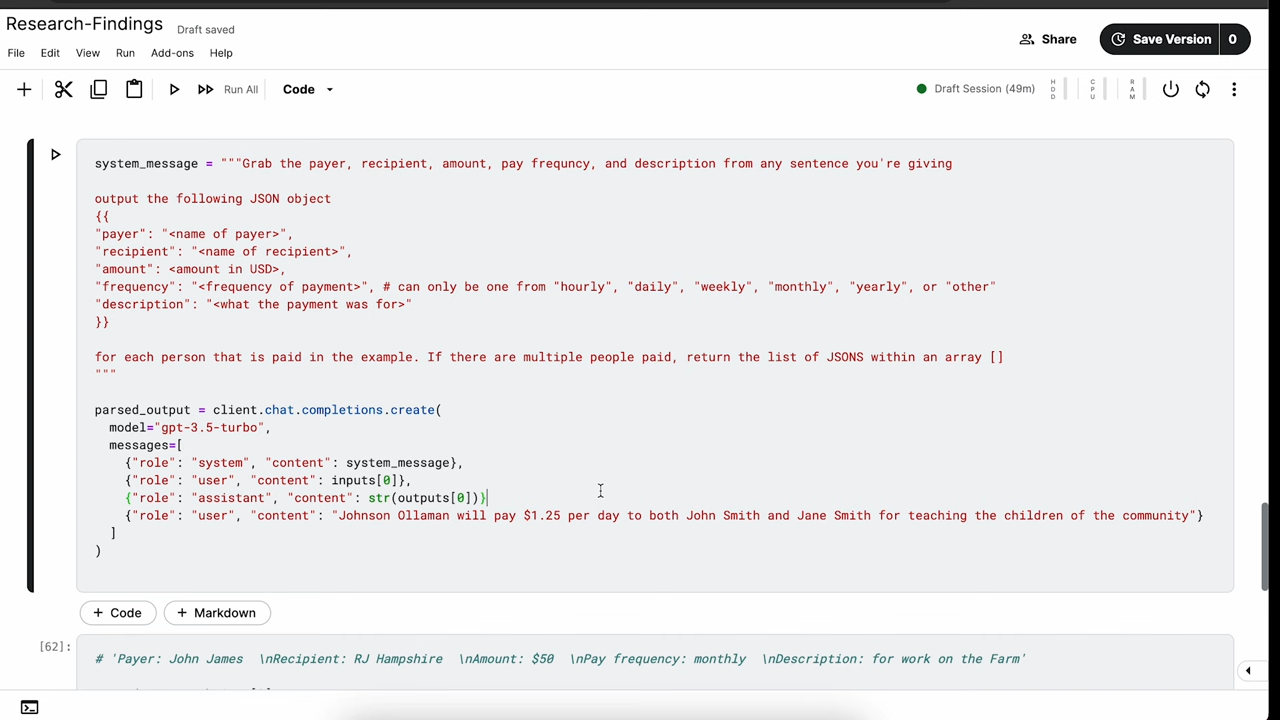 Research-Findings Draft saved
Share
Save Version 0
File Edit View Run Add-ons Help
Run All Code
Draft Session (49m)
HDD
CPU
RAM
system_message = """Grab the payer, recipient, amount, pay frequncy, and description from any sentence you're giving
output the following JSON object
{{
"payer": "<name of payer>",
"recipient": "<name of recipient>",
"amount": <amount in USD>,
"frequency": "<frequency of payment>", # can only be one from "hourly", "daily", "weekly", "monthly", "yearly", or "other"
"description": "<what the payment was for>"
}}
for each person that is paid in the example. If there are multiple people paid, return the list of JSONS within an array []
"""
parsed_output = client.chat.completions.create(
model="gpt-3.5-turbo",
messages=[
{"role": "system", "content": system_message},
{"role": "user", "content": inputs[0]},
{"role": "assistant", "content": str(outputs[0])}
{"role": "user", "content": "Johnson Ollaman will pay $1.25 per day to both John Smith and Jane Smith for teaching the children of the community"}
]
)
+ Code + Markdown
[62]:
# 'Payer: John James \nRecipient: RJ Hampshire \nAmount: $50 \nPay frequency: monthly \nDescription: for work on the Farm'